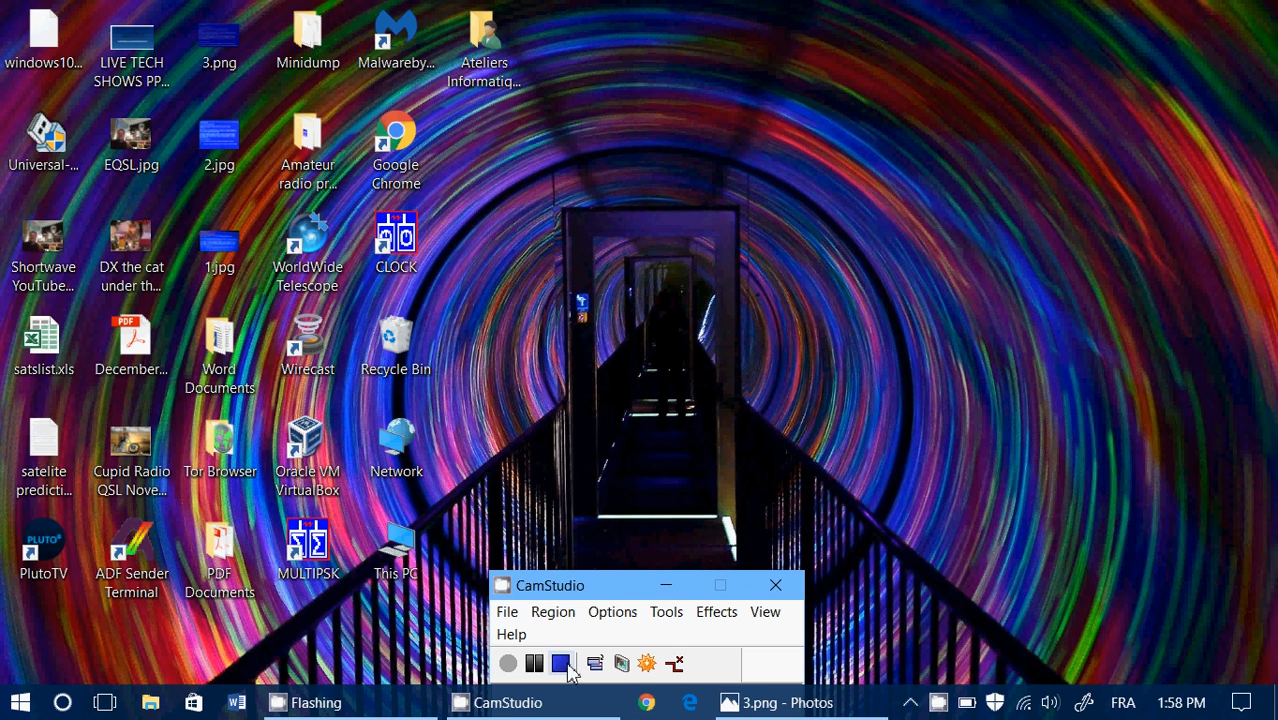 windows10...
LIVE TECH
SHOWS PP...
3.png
Minidump
Malwareby...
Ateliers
Informatiq...
Universal-...
EQSL.jpg
2.jpg
Amateur
radio pr...
Google
Chrome
Shortwave
YouTube...
DX the cat
under th...
1.jpg
WorldWide
Telescope
CLOCK
satslist.xls
PDF
December...
Word
Documents
Wirecast
Recycle Bin
satelite
predicti...
Cupid Radio
QSL Nove...
Tor Browser
Oracle VM
VirtualBox
Network
PLUTO
PlutoTV
ADF Sender
Terminal
PDF
Documents
MULTIPSK
This PC
CamStudio
File Region Options Tools Effects View
Help
Flashing
CamStudio
3.png - Photos
FRA
1:58 PM